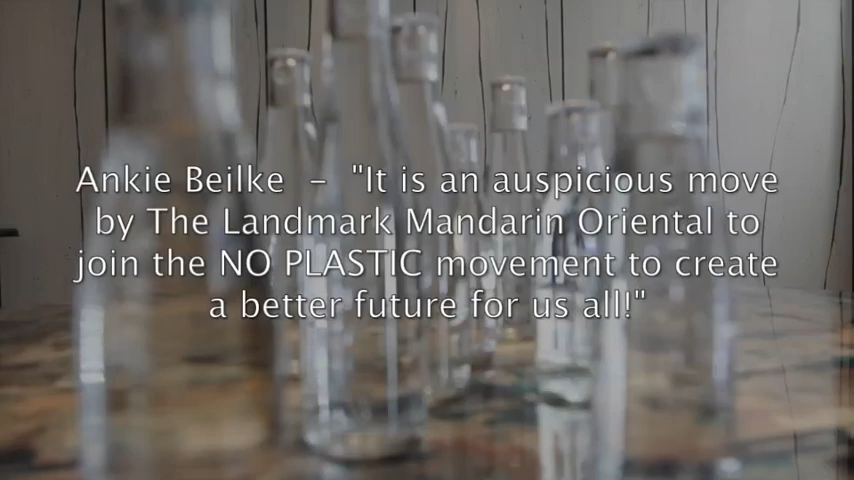 Ankie Beilke  –  "It is an auspicious move
by The Landmark Mandarin Oriental to
join the NO PLASTIC movement to create
a better future for us all!"